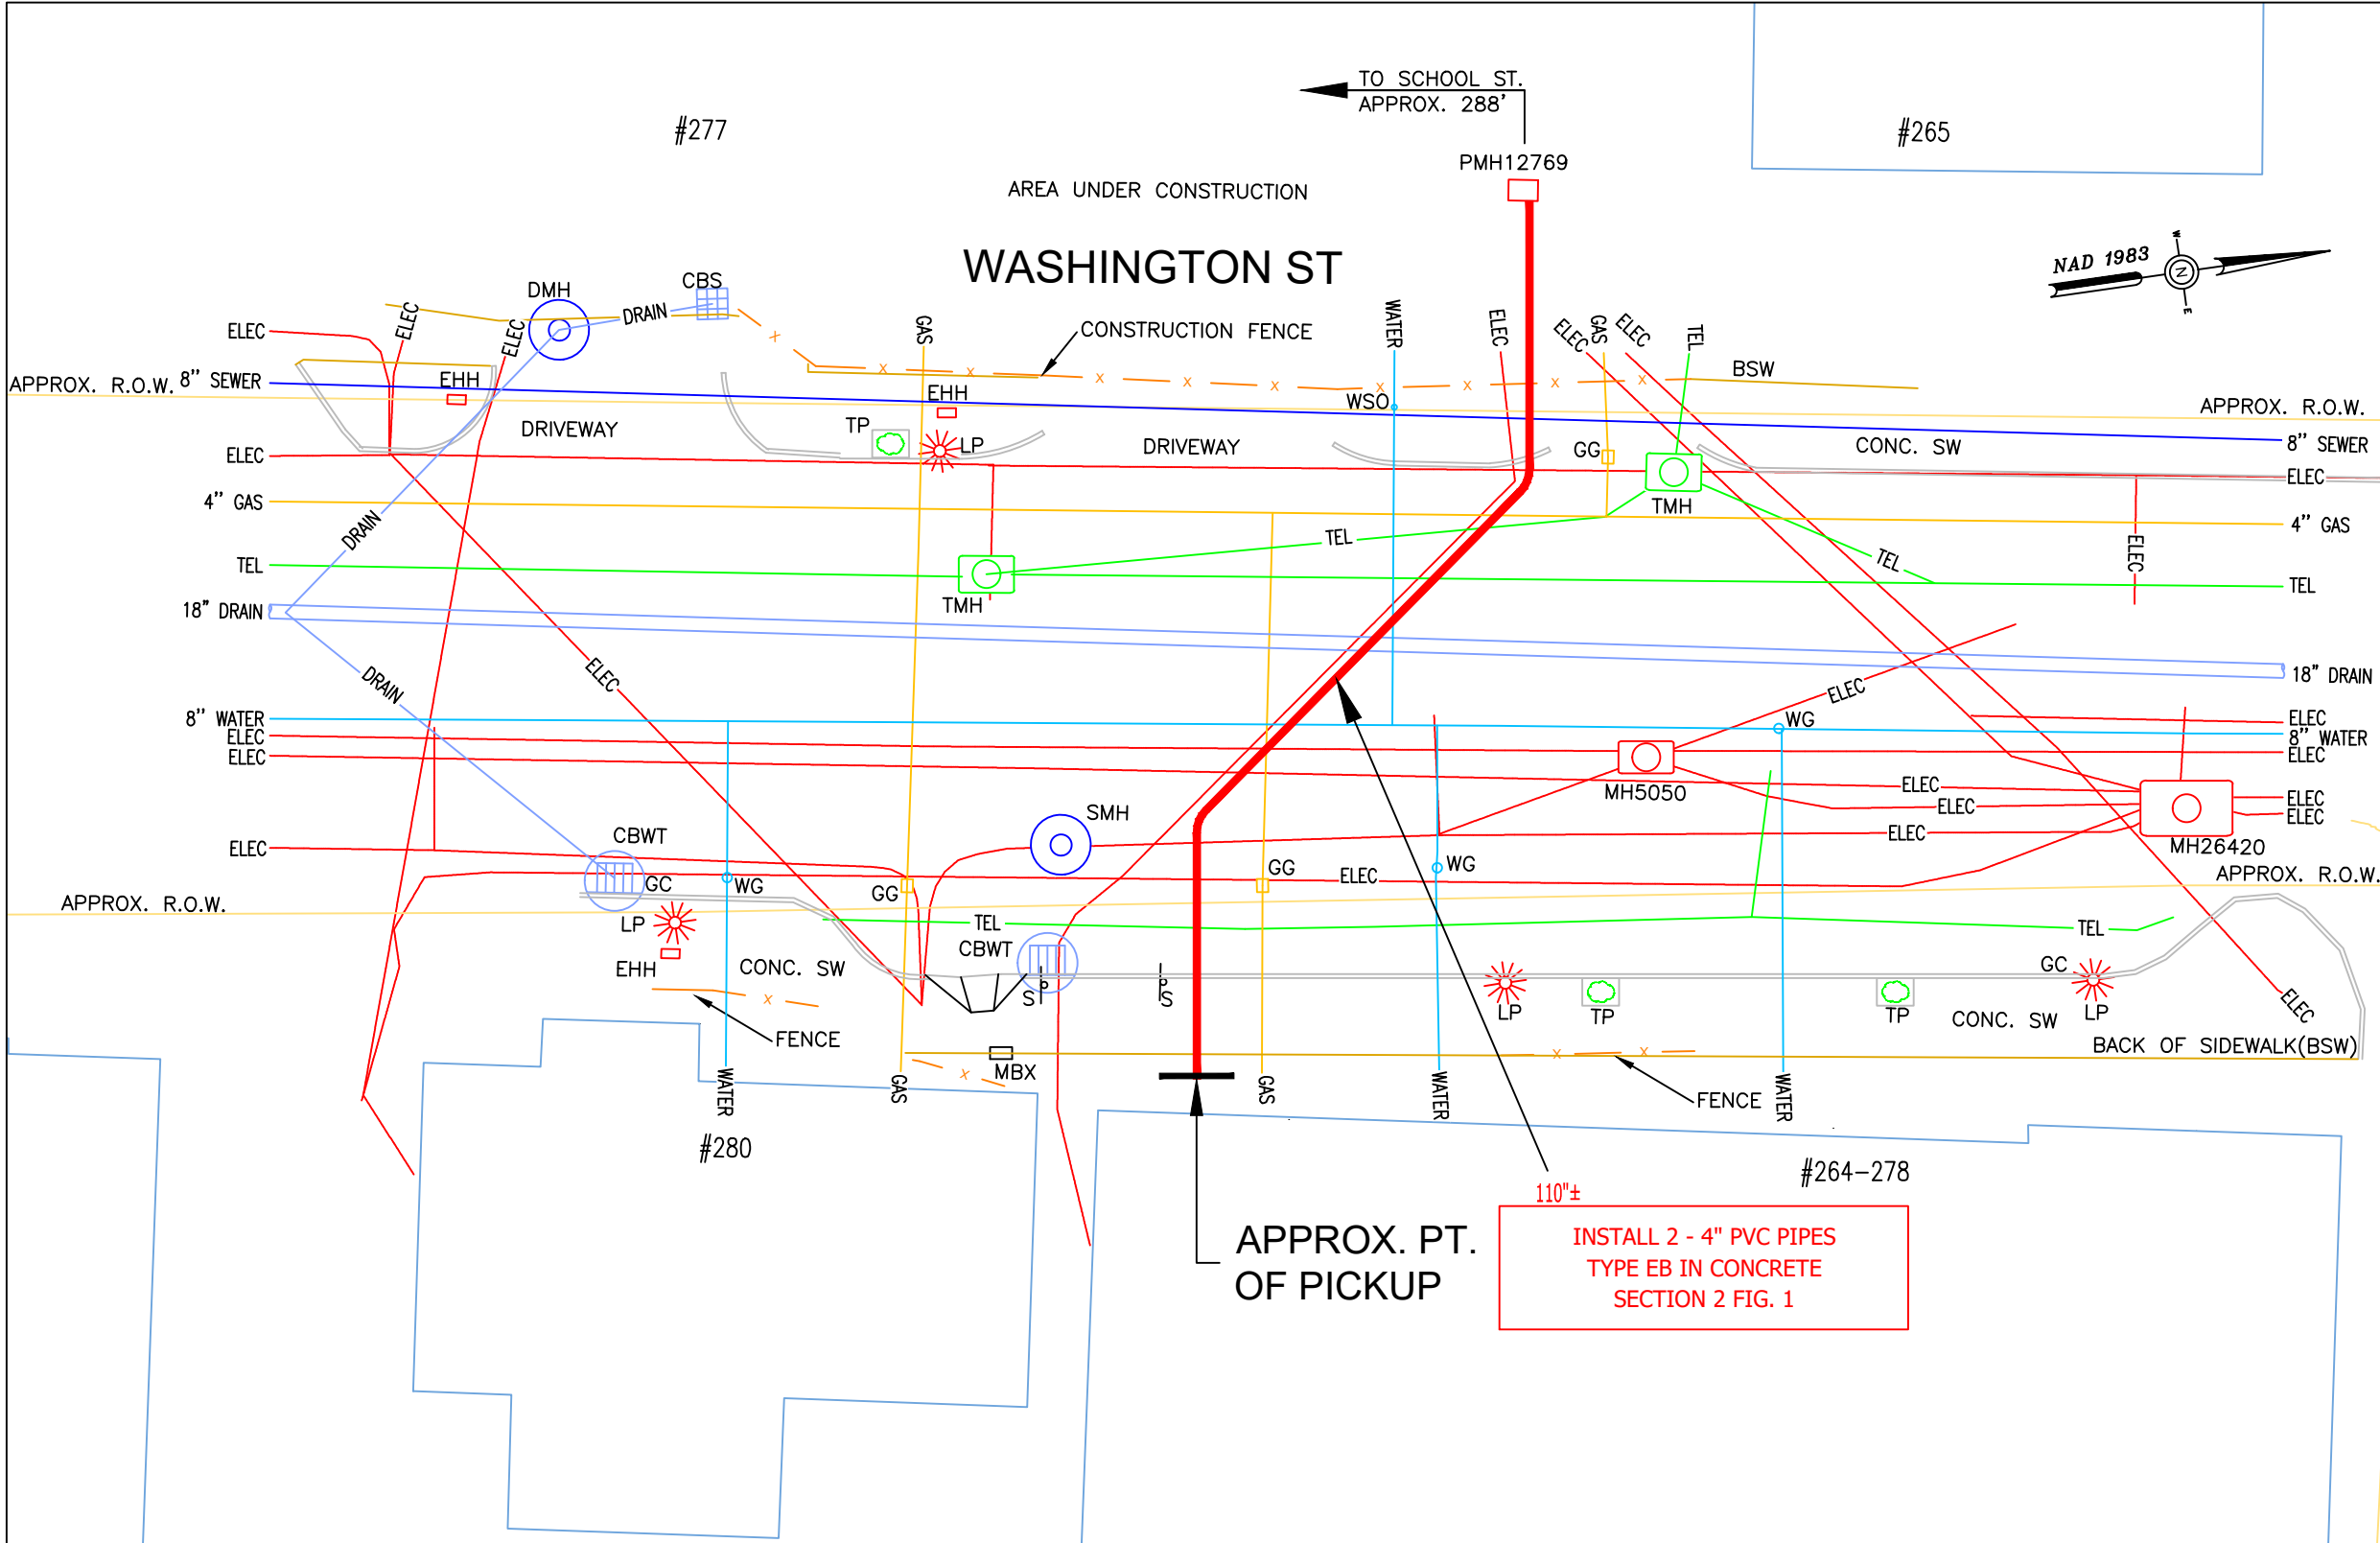 TO SCHOOL ST.
APPROX. 288'
#277
#265
PMH12769
AREA UNDER CONSTRUCTION
WASHINGTON ST
NAD 1983
W
N
E
DMH
CBS
DRAIN
ELEC
ELEC
ELEC
GAS
CONSTRUCTION FENCE
WATER
ELEC
ELEC
GAS
ELEC
TEL
BSW
APPROX. R.O.W.
8" SEWER
EHH
EHH
WSO
APPROX. R.O.W.
DRIVEWAY
TP
LP
DRIVEWAY
GG
CONC. SW
8" SEWER
ELEC
ELEC
4" GAS
TMH
4" GAS
DRAIN
TEL
TEL
ELEC
TEL
TEL
TMH
18" DRAIN
18" DRAIN
DRAIN
ELEC
ELEC
8" WATER
ELEC
ELEC
WG
ELEC
8" WATER
ELEC
MH5050
ELEC
ELEC
ELEC
ELEC
SMH
CBWT
ELEC
ELEC
MH26420
GC
WG
GG
GG
ELEC
WG
APPROX. R.O.W.
APPROX. R.O.W.
LP
TEL
TEL
CBWT
EHH
CONC. SW
S
P
P
S
GC
LP
TP
TP
LP
CONC. SW
ELEC
FENCE
BACK OF SIDEWALK(BSW)
MBX
WATER
GAS
GAS
WATER
FENCE
WATER
#280
#264-278
110"±
APPROX. PT.
OF PICKUP
INSTALL 2 - 4" PVC PIPES
TYPE EB IN CONCRETE
SECTION 2 FIG. 1